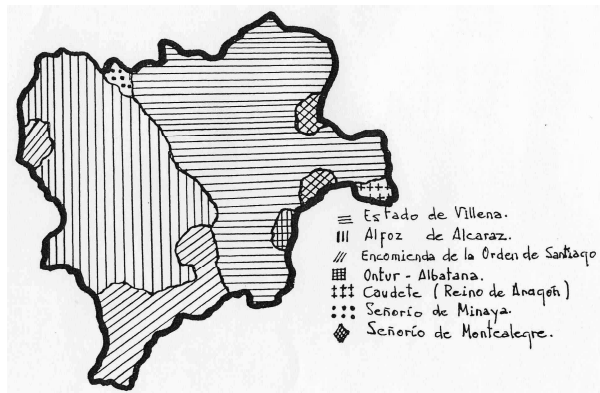 Estado de Villena.
Alfoz de Alcaraz.
Encomienda de la Orden de Santiago
Ontur - Albatana.
Caudete (Reino de Aragón)
Señorío de Minaya.
Señorío de Montealegre.